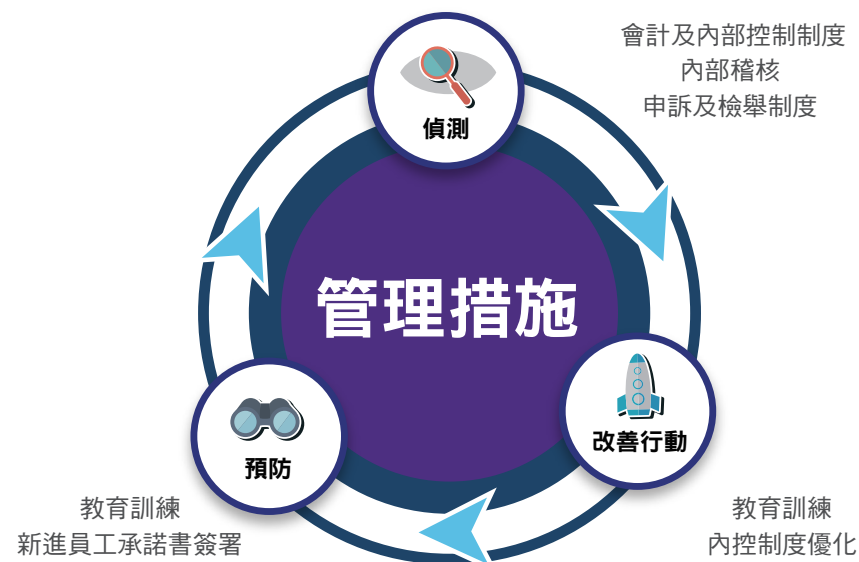 會計及內部控制制度
內部稽核
申訴及檢舉制度
偵測
管理措施
改善行動
預防
教育訓練
新進員工承諾書簽署
教育訓練
內控制度優化